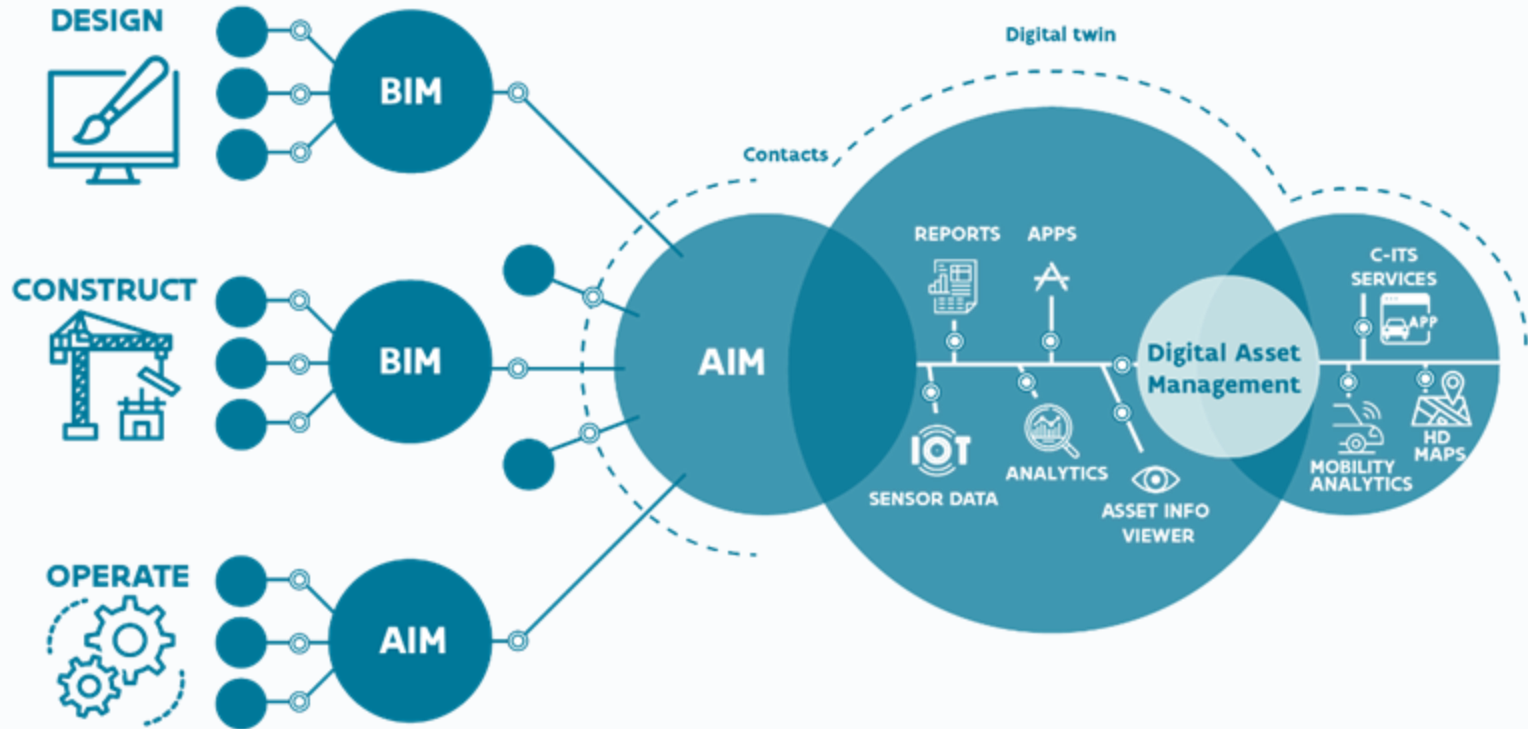 DESIGN
BIM
CONSTRUCT
BIM
OPERATE
AIM
Contacts
AIM
Digital twin
REPORTS
APPS
IOT
SENSOR DATA
ANALYTICS
ASSET INFO
VIEWER
Digital Asset
Management
C-ITS
SERVICES
APP
MOBILITY
ANALYTICS
HD
MAPS